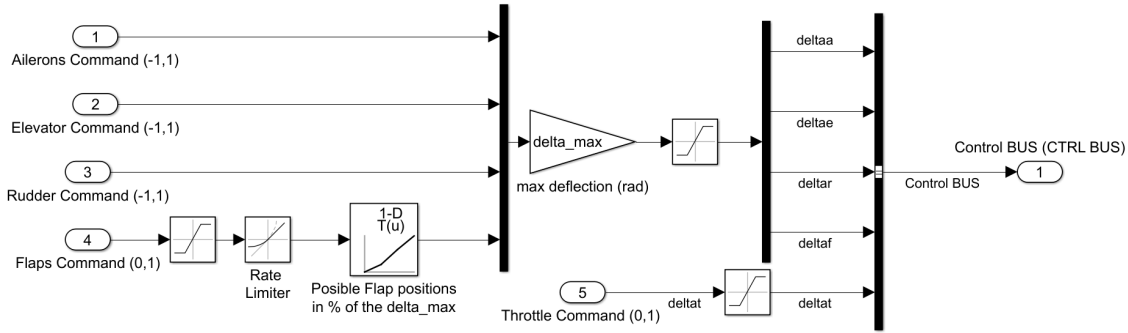 1
Ailerons Command (-1,1)
2
Elevator Command (-1,1)
3
Rudder Command (-1,1)
4
Flaps Command (0,1)
Rate
Limiter
1-D
T(u)
Posible Flap positions
in % of the delta_max
delta_max
max deflection (rad)
5
Throttle Command (0,1)
deltat
deltaa
deltae
deltar
deltaf
deltat
Control BUS
Control BUS (CTRL BUS)
1